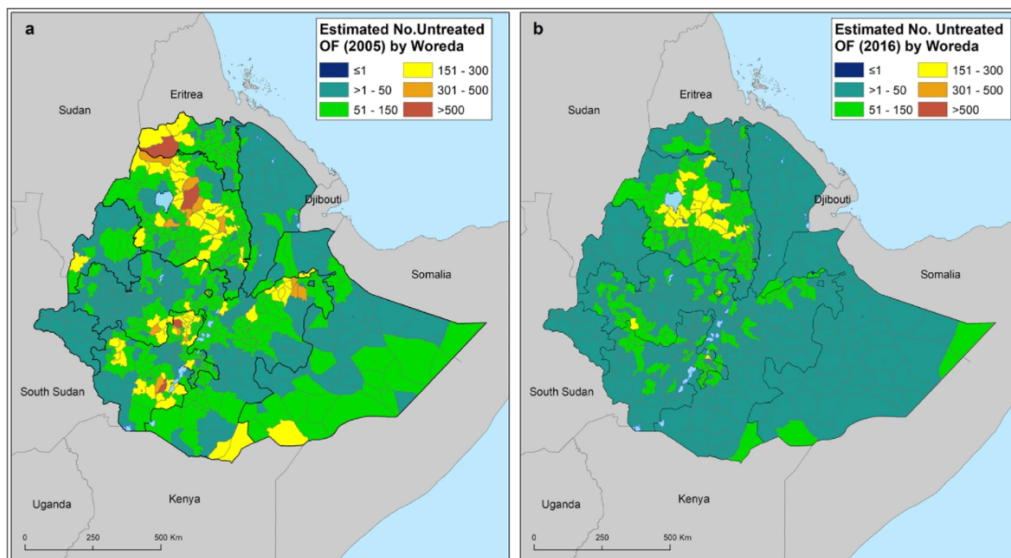 a
Estimated No.Untreated
OF (2005) by Woreda
≤1
151 - 300
>1 - 50
301 - 500
51 - 150
>500
Sudan
Eritrea
Djibouti
Somalia
South Sudan
Uganda
Kenya
0
250
500 Km
b
Estimated No. Untreated
OF (2016) by Woreda
≤1
151 - 300
>1 - 50
301 - 500
51 - 150
>500
Sudan
Eritrea
Djibouti
Somalia
South Sudan
Uganda
Kenya
0
250
500 Km